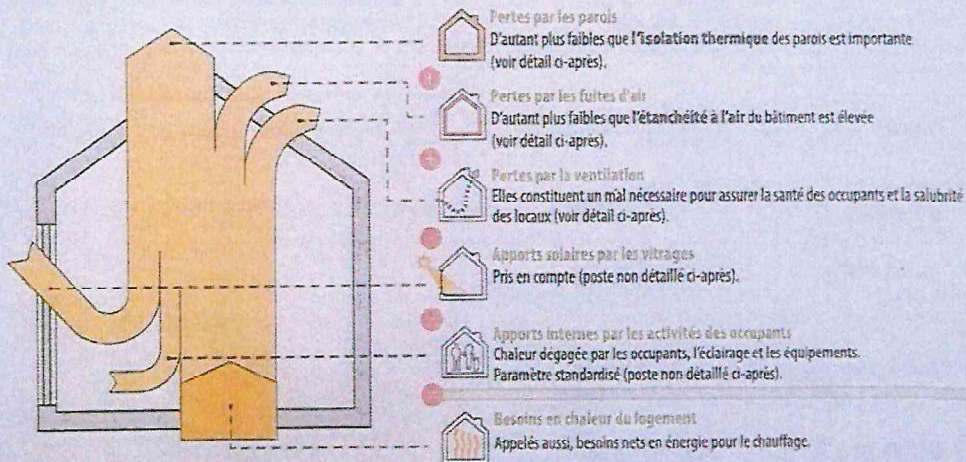 Pertes par les parois
D'autant plus faibles que l'isolation thermique des parois est importante
(voir détail ci-après).
Pertes par les fuites d'air
D'autant plus faibles que l'étanchéité à l'air du bâtiment est élevée
(voir détail ci-après).
Pertes par la ventilation
Elles constituent un mal nécessaire pour assurer la santé des occupants et la salubrité
des locaux (voir détail ci-après).
Apports solaires par les vitrages
Pris en compte (poste non détaillé ci-après).
Apports internes par les activités des occupants
Chaleur dégagée par les occupants, l'éclairage et les équipements.
Paramètre standardisé (poste non détaillé ci-après).
Besoins en chaleur du logement
Appelés aussi, besoins nets en énergie pour le chauffage.